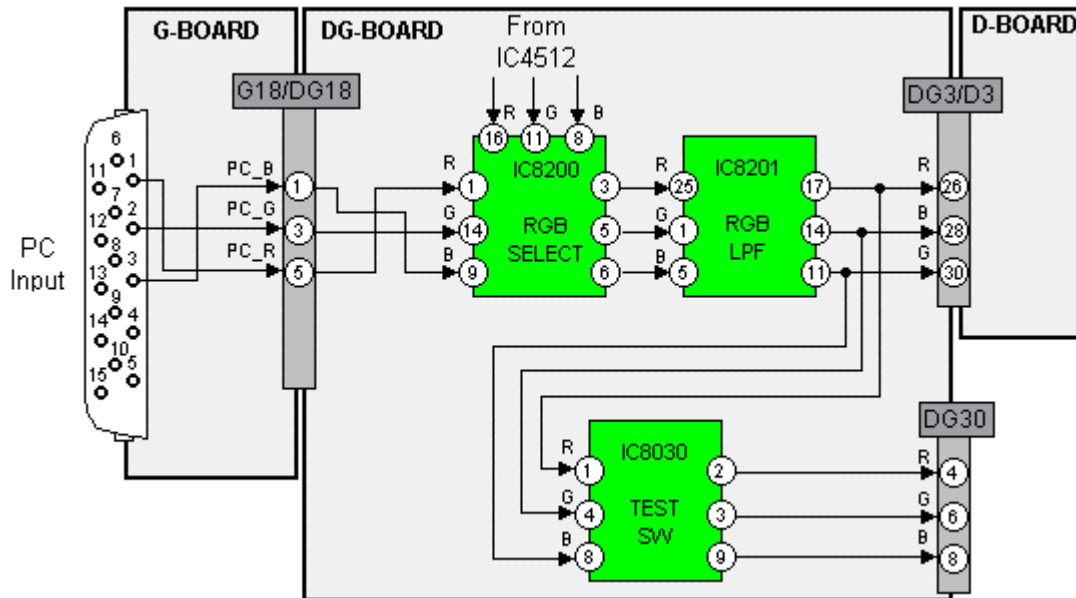 G-BOARD
DG-BOARD
D-BOARD
From
IC4512
G18/DG18
DG3/D3
R
G
B
16
11
8
PC
Input
6
1
11
7
2
12
8
3
13
9
4
14
10
5
15
PC_B
PC_G
PC_R
1
3
5
R
G
B
1
14
9
IC8200
RGB
SELECT
3
5
6
R
G
B
25
1
5
IC8201
RGB
LPF
17
14
11
R
B
G
26
28
30
DG30
R
G
B
1
4
8
IC8030
TEST
SW
2
3
9
R
G
B
4
6
8